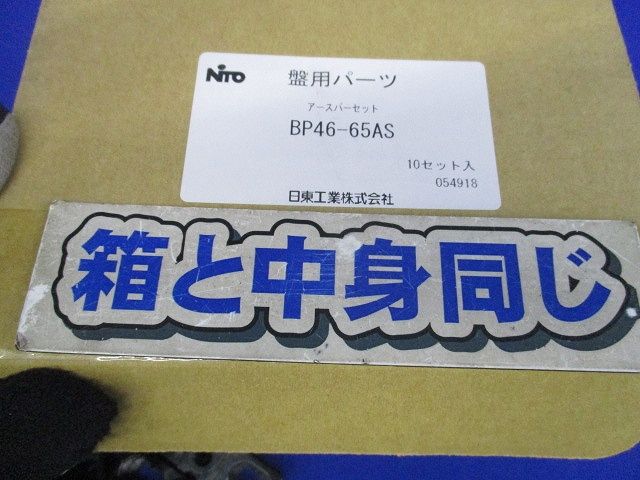 NiTO 盤用パーツ
アースバーセット
BP46-65AS
10セット入
054918
日東工業株式会社
箱と中身同じ